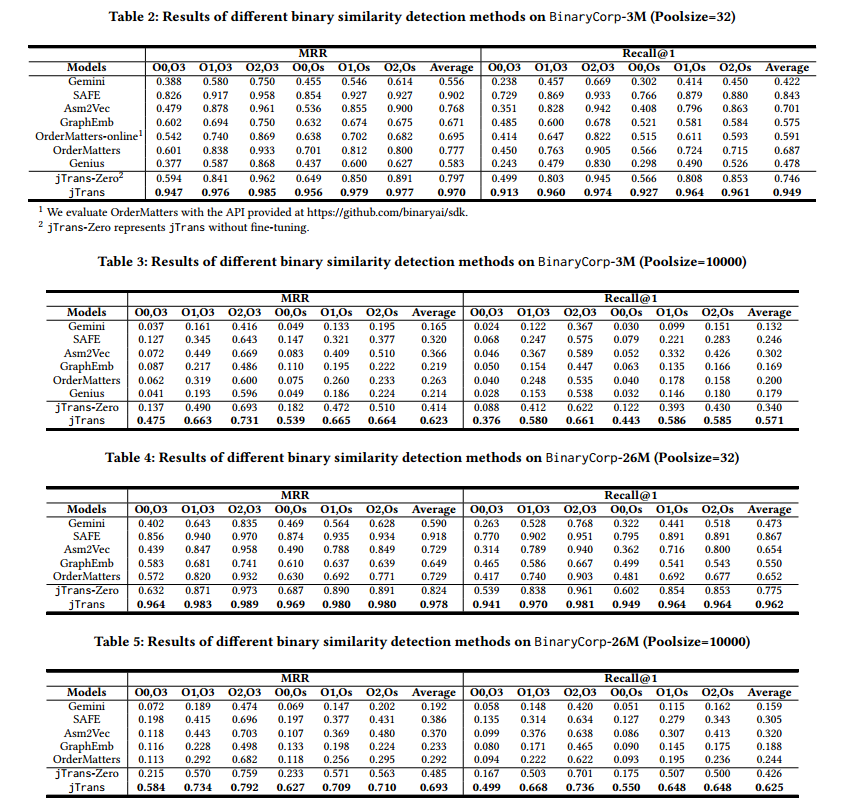 Table 2: Results of different binary similarity detection methods on BinaryCorp-3M (Poolsize=32)
MRR Recall@1
Models O0,O3 O1,O3 O2,O3 O0,Os O1,Os O2,Os Average O0,O3 O1,O3 O2,O3 O0,Os O1,Os O2,Os Average
Gemini 0.388 0.580 0.750 0.455 0.546 0.614 0.556 0.238 0.457 0.669 0.302 0.414 0.450 0.422
SAFE 0.826 0.917 0.958 0.854 0.927 0.927 0.902 0.729 0.869 0.933 0.766 0.879 0.880 0.843
Asm2Vec 0.479 0.878 0.961 0.536 0.855 0.900 0.768 0.351 0.828 0.942 0.408 0.796 0.863 0.701
GraphEmb 0.602 0.694 0.750 0.632 0.674 0.675 0.671 0.485 0.600 0.678 0.521 0.581 0.584 0.575
OrderMatters-online1 0.542 0.740 0.869 0.638 0.702 0.682 0.695 0.414 0.647 0.822 0.515 0.611 0.593 0.591
OrderMatters 0.601 0.838 0.933 0.701 0.812 0.800 0.777 0.450 0.763 0.905 0.566 0.724 0.715 0.687
Genius 0.377 0.587 0.868 0.437 0.600 0.627 0.583 0.243 0.479 0.830 0.298 0.490 0.526 0.478
jTrans-Zero2 0.594 0.841 0.962 0.649 0.850 0.891 0.797 0.499 0.803 0.945 0.566 0.808 0.853 0.746
jTrans 0.947 0.976 0.985 0.956 0.979 0.977 0.970 0.913 0.960 0.974 0.927 0.964 0.961 0.949
1 We evaluate OrderMatters with the API provided at https://github.com/binaryai/sdk.
2 jTrans-Zero represents jTrans without fine-tuning.
Table 3: Results of different binary similarity detection methods on BinaryCorp-3M (Poolsize=10000)
MRR Recall@1
Models O0,O3 O1,O3 O2,O3 O0,Os O1,Os O2,Os Average O0,O3 O1,O3 O2,O3 O0,Os O1,Os O2,Os Average
Gemini 0.037 0.161 0.416 0.049 0.133 0.195 0.165 0.024 0.122 0.367 0.030 0.099 0.151 0.132
SAFE 0.127 0.345 0.643 0.147 0.321 0.377 0.320 0.068 0.247 0.575 0.079 0.221 0.283 0.246
Asm2Vec 0.072 0.449 0.669 0.083 0.409 0.510 0.366 0.046 0.367 0.589 0.052 0.332 0.426 0.302
GraphEmb 0.087 0.217 0.486 0.110 0.195 0.222 0.219 0.050 0.154 0.447 0.063 0.135 0.166 0.169
OrderMatters 0.062 0.319 0.600 0.075 0.260 0.233 0.263 0.040 0.248 0.535 0.040 0.178 0.158 0.200
Genius 0.041 0.193 0.596 0.049 0.186 0.224 0.214 0.028 0.153 0.538 0.032 0.146 0.180 0.179
jTrans-Zero 0.137 0.490 0.693 0.182 0.472 0.510 0.414 0.088 0.412 0.622 0.122 0.393 0.430 0.340
jTrans 0.475 0.663 0.731 0.539 0.665 0.664 0.623 0.376 0.580 0.661 0.443 0.586 0.585 0.571
Table 4: Results of different binary similarity detection methods on BinaryCorp-26M (Poolsize=32)
MRR Recall@1
Models O0,O3 O1,O3 O2,O3 O0,Os O1,Os O2,Os Average O0,O3 O1,O3 O2,O3 O0,Os O1,Os O2,Os Average
Gemini 0.402 0.643 0.835 0.469 0.564 0.628 0.590 0.263 0.528 0.768 0.322 0.441 0.518 0.473
SAFE 0.856 0.940 0.970 0.874 0.935 0.934 0.918 0.770 0.902 0.951 0.795 0.891 0.891 0.867
Asm2Vec 0.439 0.847 0.958 0.490 0.788 0.849 0.729 0.314 0.789 0.940 0.362 0.716 0.800 0.654
GraphEmb 0.583 0.681 0.741 0.610 0.637 0.639 0.649 0.465 0.586 0.667 0.499 0.541 0.543 0.550
OrderMatters 0.572 0.820 0.932 0.630 0.692 0.771 0.729 0.417 0.740 0.903 0.481 0.692 0.677 0.652
jTrans-Zero 0.632 0.871 0.973 0.687 0.890 0.891 0.824 0.539 0.838 0.961 0.602 0.854 0.853 0.775
jTrans 0.964 0.983 0.989 0.969 0.980 0.980 0.978 0.941 0.970 0.981 0.949 0.964 0.964 0.962
Table 5: Results of different binary similarity detection methods on BinaryCorp-26M (Poolsize=10000)
MRR Recall@1
Models O0,O3 O1,O3 O2,O3 O0,Os O1,Os O2,Os Average O0,O3 O1,O3 O2,O3 O0,Os O1,Os O2,Os Average
Gemini 0.072 0.189 0.474 0.069 0.147 0.202 0.192 0.058 0.148 0.420 0.051 0.115 0.162 0.159
SAFE 0.198 0.415 0.696 0.197 0.377 0.431 0.386 0.135 0.314 0.634 0.127 0.279 0.343 0.305
Asm2Vec 0.118 0.443 0.703 0.107 0.369 0.480 0.370 0.099 0.376 0.638 0.086 0.307 0.413 0.320
GraphEmb 0.116 0.228 0.498 0.133 0.198 0.224 0.233 0.080 0.171 0.465 0.090 0.145 0.175 0.188
OrderMatters 0.113 0.292 0.682 0.118 0.256 0.295 0.292 0.094 0.222 0.622 0.093 0.195 0.236 0.244
jTrans-Zero 0.215 0.570 0.759 0.233 0.571 0.563 0.485 0.167 0.503 0.701 0.175 0.507 0.500 0.426
jTrans 0.584 0.734 0.792 0.627 0.709 0.710 0.693 0.499 0.668 0.736 0.550 0.648 0.648 0.625